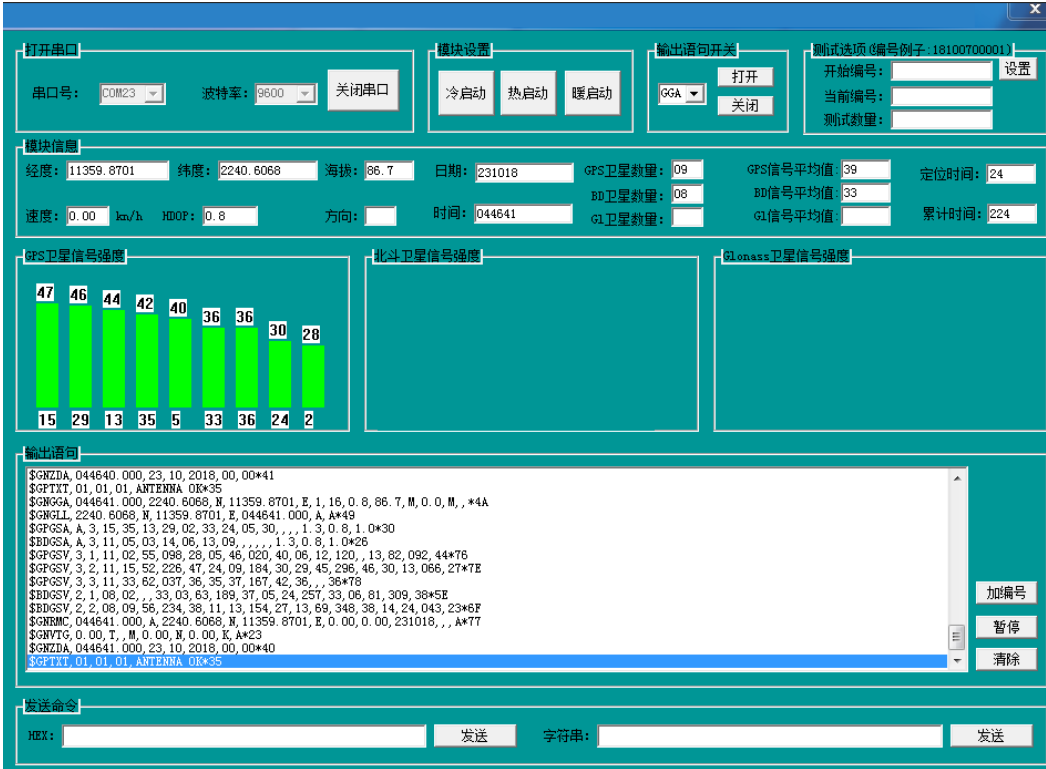 X
打开串口 模块设置 输出语句开关 测试选项(编号例子:18100700001)
串口号: COM23 波特率: 9600 关闭串口 冷启动 热启动 暖启动 GGA 打开 关闭
开始编号: 设置
当前编号:
测试数量:
模块信息
经度: 11359.8701 纬度: 2240.6068 海拔: 86.7 日期: 231018 GPS卫星数量: 09 GPS信号平均值: 39 定位时间: 24
BD卫星数量: 08 BD信号平均值: 33
速度: 0.00 km/h HDOP: 0.8 方向: 时间: 044641 Gl卫星数量: Gl信号平均值: 累计时间: 224
GPS卫星信号强度 北斗卫星信号强度 Glonass卫星信号强度
47 46 44 42 40 36 36 30 28
15 29 13 35 5 33 36 24 2
输出语句
$GNZDA,044640.000,23,10,2018,00,00*41
$GPTXT,01,01,01,ANTENNA OK*35
$GNGGA,044641.000,2240.6068,N,11359.8701,E,1,16,0.8,86.7,M,0.0,M,,*4A
$GNGLL,2240.6068,N,11359.8701,E,044641.000,A,A*49
$GPGSA,A,3,15,35,13,29,02,33,24,05,30,,,,1.3,0.8,1.0*30
$BDGSA,A,3,11,05,03,14,06,13,09,,,,,,1.3,0.8,1.0*26
$GPGSV,3,1,11,02,55,098,28,05,46,020,40,06,12,120,,13,82,092,44*76
$GPGSV,3,2,11,15,52,226,47,24,09,184,30,29,45,296,46,30,13,066,27*7E
$GPGSV,3,3,11,33,62,037,36,35,37,167,42,36,,,36*78
$BDGSV,2,1,08,02,,,33,03,63,189,37,05,24,257,33,06,81,309,38*5E
$BDGSV,2,2,08,09,56,234,38,11,13,154,27,13,69,348,38,14,24,043,23*6F
$GNRMC,044641.000,A,2240.6068,N,11359.8701,E,0.00,0.00,231018,,,A*77
$GNVTG,0.00,T,,M,0.00,N,0.00,K,A*23
$GNZDA,044641.000,23,10,2018,00,00*40
$GPTXT,01,01,01,ANTENNA OK*35
加编号
暂停
清除
发送命令
HEX: 发送 字符串: 发送